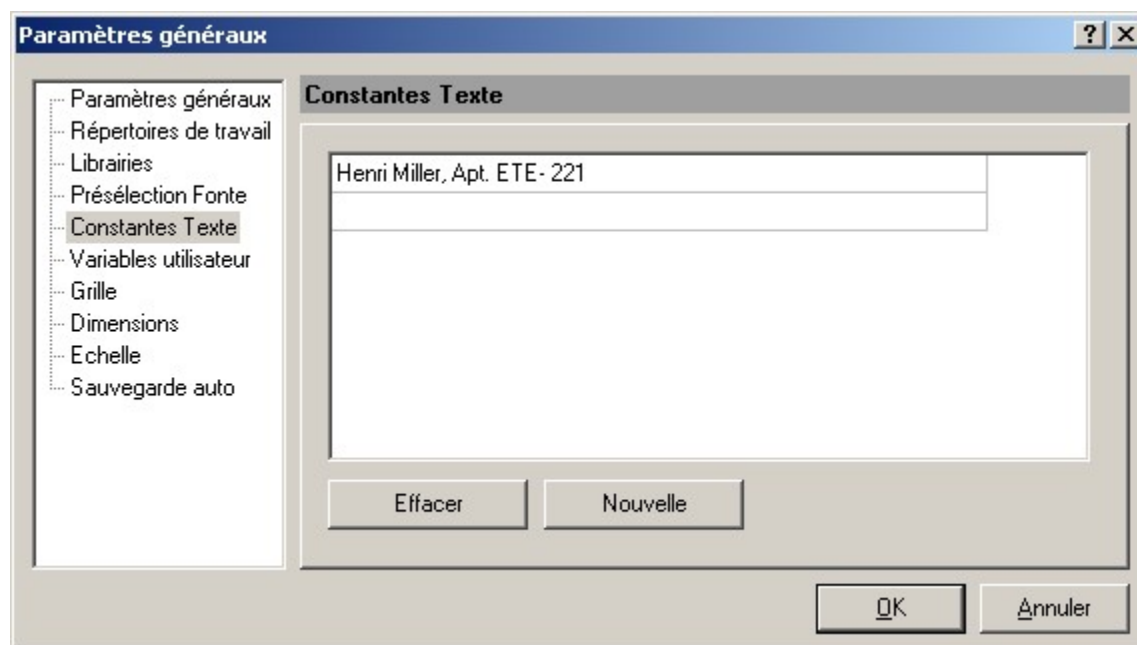 Paramètres généraux
? X
Paramètres généraux
Répertoires de travail
Librairies
Présélection Fonte
Constantes Texte
Variables utilisateur
Grille
Dimensions
Echelle
Sauvegarde auto
Constantes Texte
Henri Miller, Apt. ETE- 221
Effacer
Nouvelle
OK
Annuler